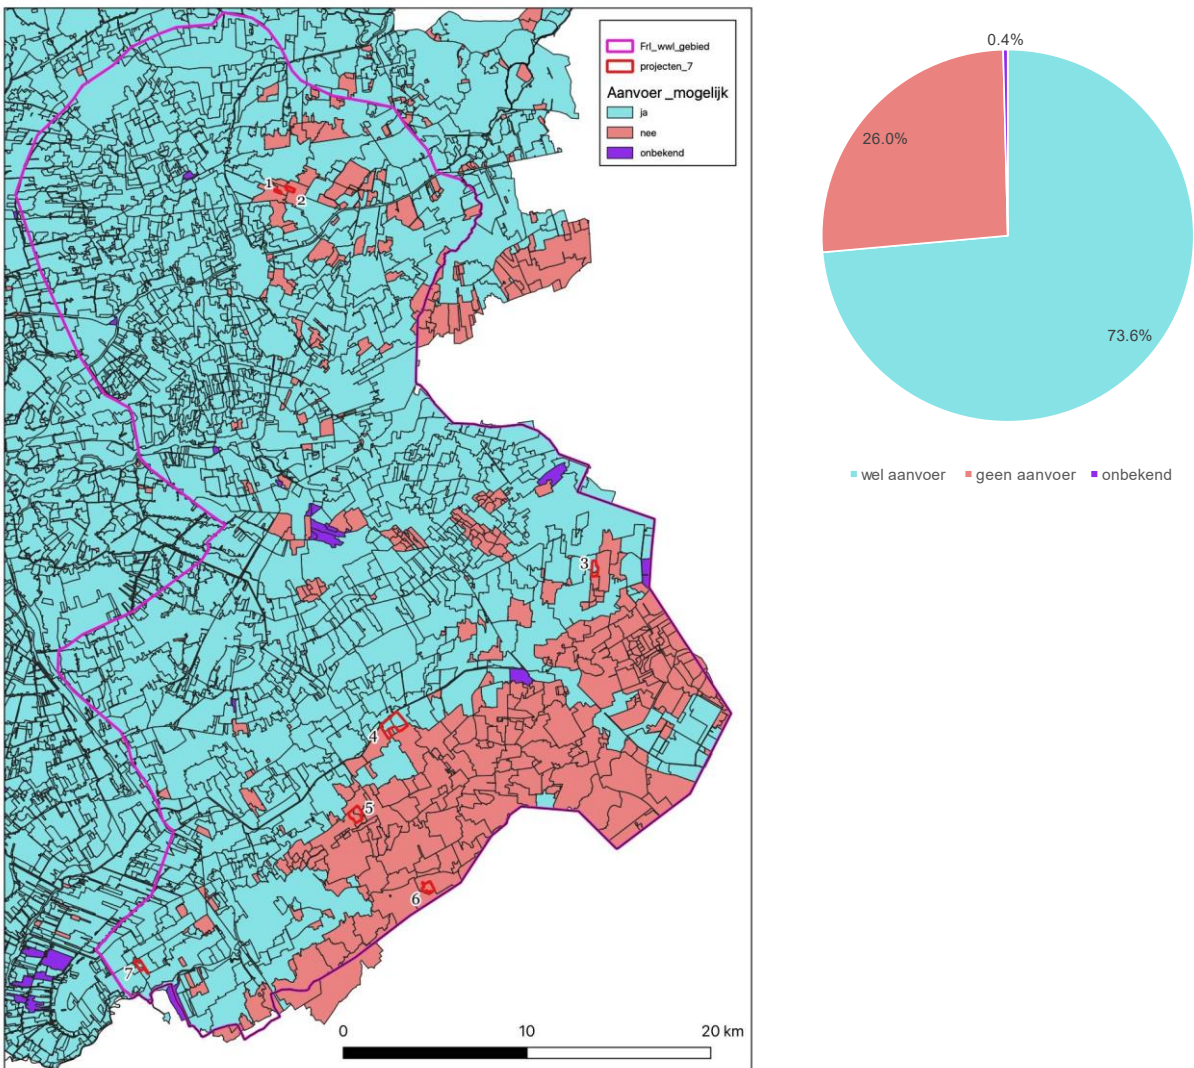 Frl_wwl_gebied
projecten_7
Aanvoer _mogelijk
ja
nee
onbekend
1
2
3
4
5
6
7
0 10 20 km
0.4%
26.0%
73.6%
wel aanvoer geen aanvoer onbekend